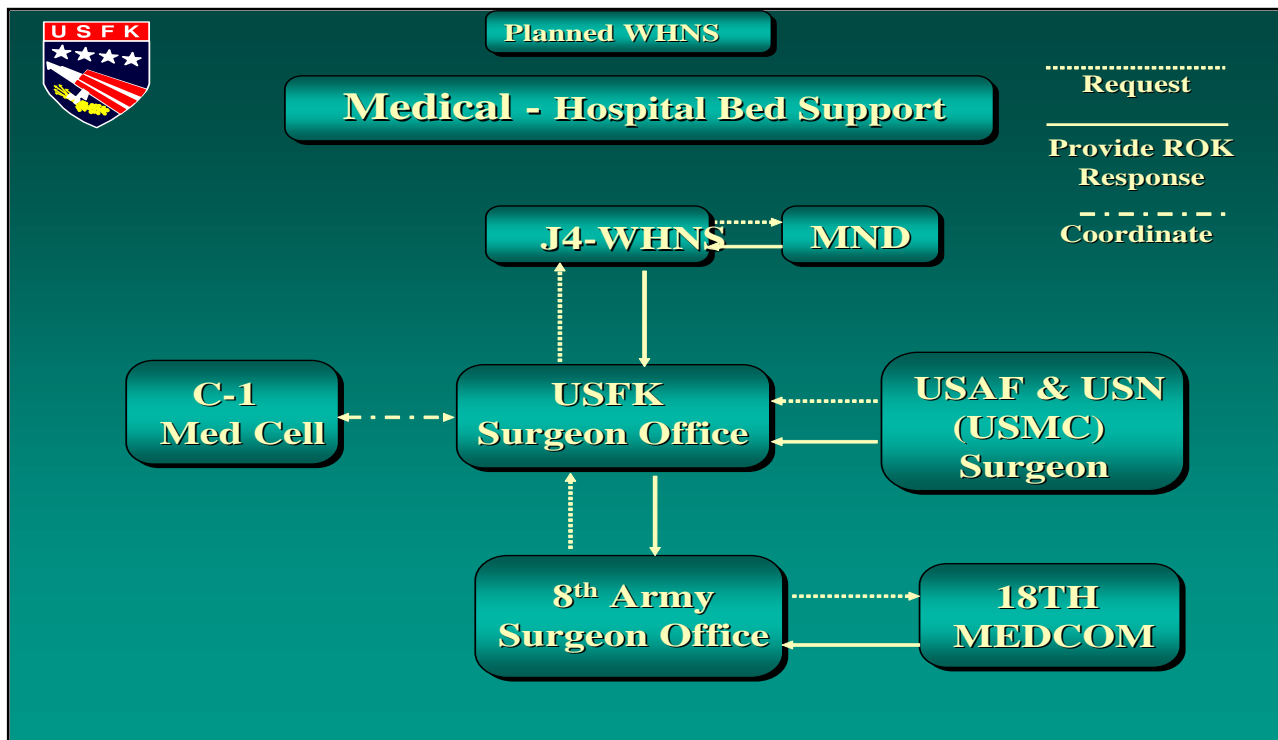 USFK
Planned WHNS
Medical - Hospital Bed Support
Request
Provide ROK
Response
Coordinate
J4-WHNS
MND
C-1
Med Cell
USFK
Surgeon Office
USAF & USN
(USMC)
Surgeon
8th Army
Surgeon Office
18TH
MEDCOM